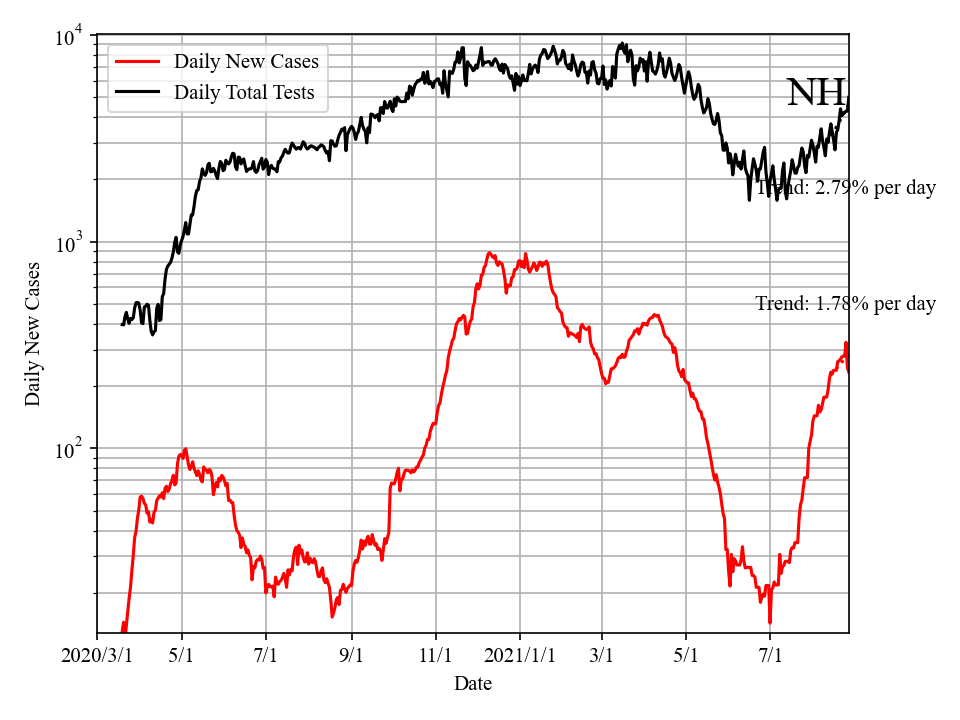 10^4
Daily New Cases
Daily Total Tests
NH
Trend: 2.79% per day
10^3
Trend: 1.78% per day
Daily New Cases
10^2
2020/3/1 5/1 7/1 9/1 11/1 2021/1/1 3/1 5/1 7/1
Date